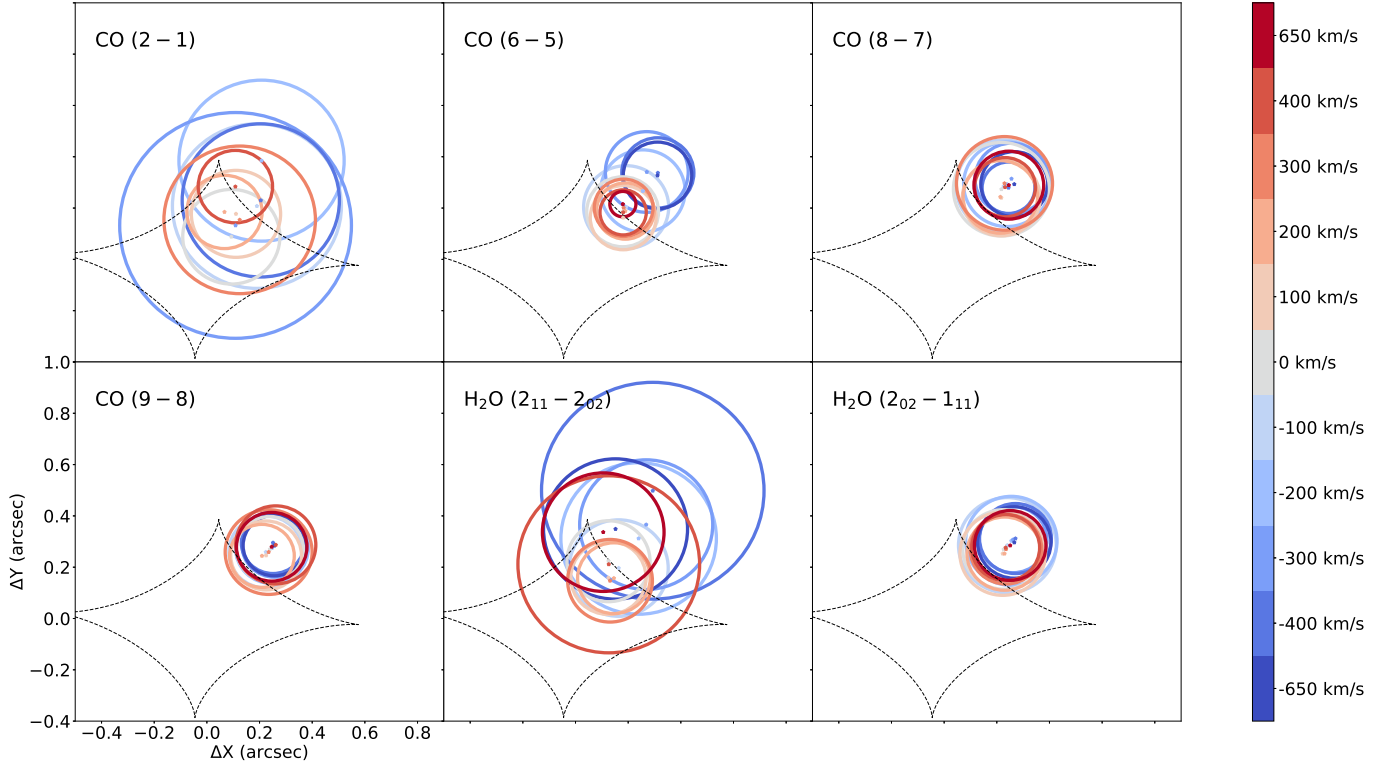 CO (2 − 1)
CO (6 − 5)
CO (8 − 7)
CO (9 − 8)
H₂O (2₁₁ − 2₀₂)
H₂O (2₀₂ − 1₁₁)
1.0
0.8
0.6
0.4
0.2
0.0
−0.2
−0.4
ΔY (arcsec)
−0.4 −0.2 0.0 0.2 0.4 0.6 0.8
ΔX (arcsec)
650 km/s
400 km/s
300 km/s
200 km/s
100 km/s
0 km/s
-100 km/s
-200 km/s
-300 km/s
-400 km/s
-650 km/s